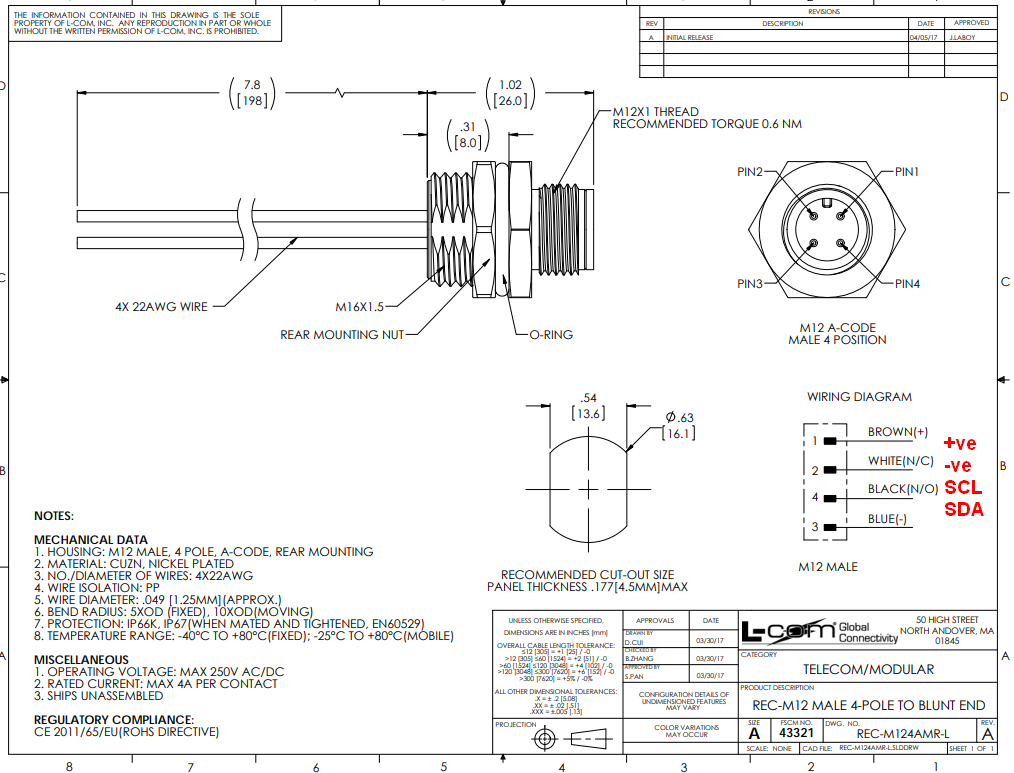 THE INFORMATION CONTAINED IN THIS DRAWING IS THE SOLE
PROPERTY OF L-COM, INC. ANY REPRODUCTION IN PART OR WHOLE
WITHOUT THE WRITTEN PERMISSION OF L-COM, INC. IS PROHIBITED.
REVISIONS
REV DESCRIPTION DATE APPROVED
A INITIAL RELEASE 04/05/17 J.LABOY
D
D
7.8
[198]
1.02
[26.0]
.31
[8.0]
M12X1 THREAD
RECOMMENDED TORQUE 0.6 NM
PIN2 PIN1
PIN3 PIN4
C
C
4X 22AWG WIRE
M16X1.5
REAR MOUNTING NUT
O-RING
M12 A-CODE
MALE 4 POSITION
.54
[13.6]
Ø.63
[16.1]
RECOMMENDED CUT-OUT SIZE
PANEL THICKNESS .177[4.5MM]MAX
WIRING DIAGRAM
1 BROWN(+) +ve
2 WHITE(N/C) -ve
4 BLACK(N/O) SCL
3 BLUE(-) SDA
M12 MALE
B
B
NOTES:
MECHANICAL DATA
1. HOUSING: M12 MALE, 4 POLE, A-CODE, REAR MOUNTING
2. MATERIAL: CUZN, NICKEL PLATED
3. NO./DIAMETER OF WIRES: 4X22AWG
4. WIRE ISOLATION: PP
5. WIRE DIAMETER: .049 [1.25MM](APPROX.)
6. BEND RADIUS: 5XOD (FIXED), 10XOD(MOVING)
7. PROTECTION: IP66K, IP67(WHEN MATED AND TIGHTENED, EN60529)
8. TEMPERATURE RANGE: -40°C TO +80°C(FIXED); -25°C TO +80°C(MOBILE)
MISCELLANEOUS
1. OPERATING VOLTAGE: MAX 250V AC/DC
2. RATED CURRENT: MAX 4A PER CONTACT
3. SHIPS UNASSEMBLED
REGULATORY COMPLIANCE:
CE 2011/65/EU(ROHS DIRECTIVE)
A
A
UNLESS OTHERWISE SPECIFIED,
DIMENSIONS ARE IN INCHES [mm]
OVERALL CABLE LENGTH TOLERANCE:
≤12 [305] = +1 [25] / -0
>12 [305] ≤60 [1524] = +2 [51] / -0
>60 [1524] ≤120 [3048] = +4 [102] / -0
>120 [3048] ≤300 [7620] = +6 [152] / -0
>300 [7620] = +5% / -0%
ALL OTHER DIMENSIONAL TOLERANCES:
.X = ± .2 [5.08]
.XX = ± .02 [.51]
.XXX = ±.005 [.13]
PROJECTION
APPROVALS DATE
DRAWN BY
D.CUI 03/30/17
CHECKED BY
B.ZHANG 03/30/17
APPROVED BY
S.PAN 03/30/17
CONFIGURATION DETAILS OF
UNDIMENSIONED FEATURES
MAY VARY
COLOR VARIATIONS
MAY OCCUR
L-com Global
Connectivity
50 HIGH STREET
NORTH ANDOVER, MA
01845
CATEGORY
TELECOM/MODULAR
PRODUCT DESCRIPTION
REC-M12 MALE 4-POLE TO BLUNT END
SIZE FSCM NO. DWG. NO. REV.
A 43321 REC-M124AMR-L A
SCALE: NONE CAD FILE: REC-M124AMR-L.SLDDRW SHEET 1 OF 1
8 7 6 5 4 3 2 1